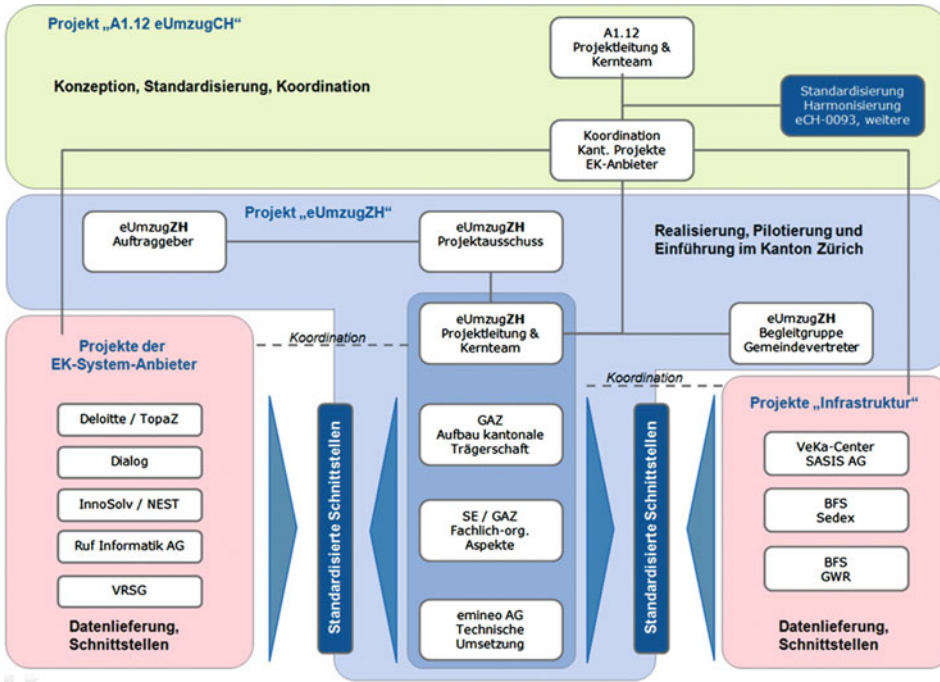 Projekt „A1.12 eUmzugCH"
Konzeption, Standardisierung, Koordination
A1.12
Projektleitung &
Kernteam
Standardisierung
Harmonisierung
eCH-0093, weitere
Koordination
Kant. Projekte
EK-Anbieter
Projekt „eUmzugZH"
eUmzugZH
Auftraggeber
eUmzugZH
Projektausschuss
Realisierung, Pilotierung und
Einführung im Kanton Zürich
eUmzugZH
Projektleitung &
Kernteam
eUmzugZH
Begleitgruppe
Gemeindevertreter
Koordination
Koordination
Projekte der
EK-System-Anbieter
Deloitte / TopaZ
Dialog
InnoSolv / NEST
Ruf Informatik AG
VRSG
Datenlieferung,
Schnittstellen
Standardisierte Schnittstellen
GAZ
Aufbau kantonale
Trägerschaft
SE / GAZ
Fachlich-org.
Aspekte
emineo AG
Technische
Umsetzung
Standardisierte Schnittstellen
Projekte „Infrastruktur"
VeKa-Center
SASIS AG
BFS
Sedex
BFS
GWR
Datenlieferung,
Schnittstellen